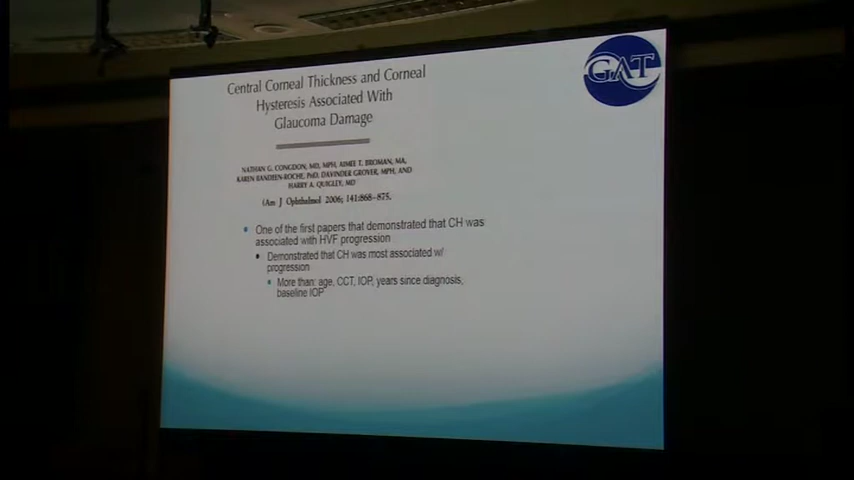 Central Corneal Thickness and Corneal
Hysteresis Associated With
Glaucoma Damage
NATHAN G. CONGDON, MD, MPH, AIMEE T. BROMAN, MA,
KAREN BANDEEN-ROCHE, PhD, DAVINDER GROVER, MPH, AND
HARRY A. QUIGLEY, MD
(Am J Ophthalmol 2006; 141:868–875.
One of the first papers that demonstrated that CH was
associated with HVF progression
Demonstrated that CH was most associated w/
progression
More than: age, CCT, IOP, years since diagnosis,
baseline IOP
GAT